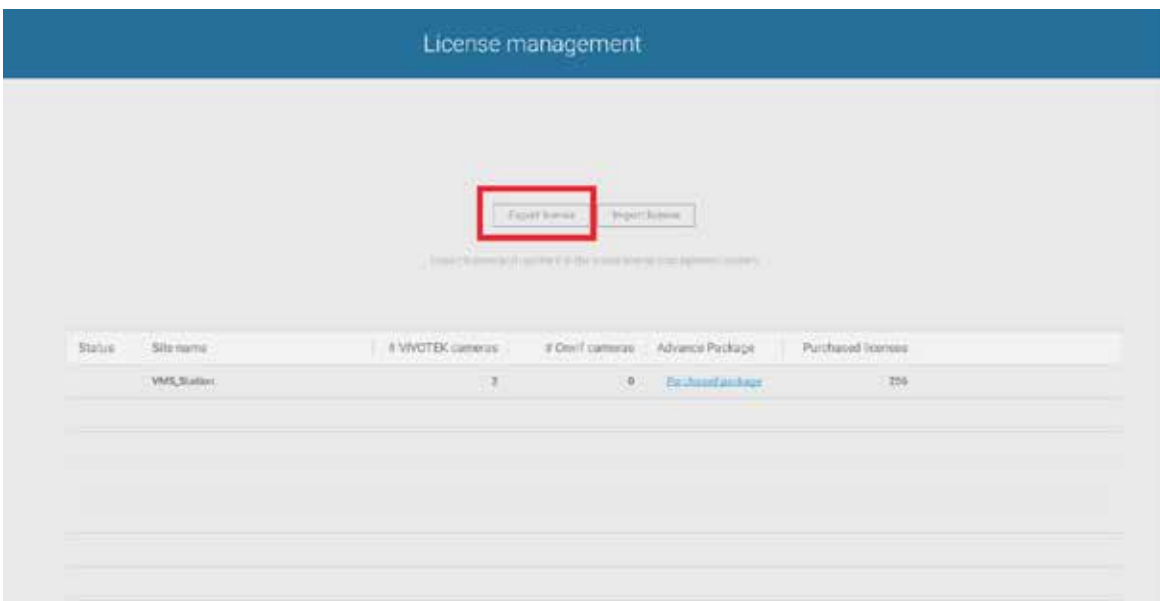 License management
Export license Import license
Status Site name # VIVOTEK cameras # Onvif cameras Advance Package Purchased licenses
VMS_Station 0 Purchased package 256